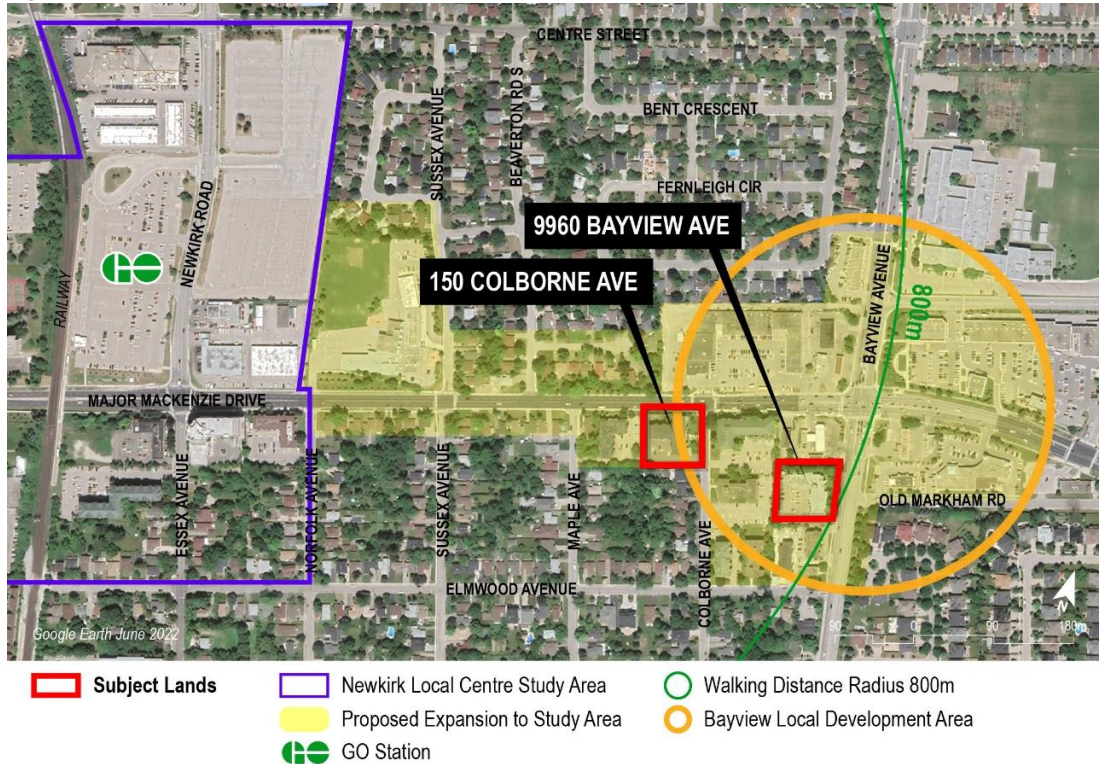 CENTRE STREET
BENT CRESCENT
FERNLEIGH CIR
SUSSEX AVENUE
BEAVERTON RD S
NEWKIRK ROAD
RAILWAY
GO
9960 BAYVIEW AVE
150 COLBORNE AVE
BAYVIEW AVENUE
800m
MAJOR MACKENZIE DRIVE
ESSEX AVENUE
NORFOLK AVENUE
SUSSEX AVENUE
MAPLE AVE
COLBORNE AVE
OLD MARKHAM RD
ELMWOOD AVENUE
Google Earth June 2022
N
90 0 90 180m
Subject Lands
Newkirk Local Centre Study Area
Walking Distance Radius 800m
Proposed Expansion to Study Area
Bayview Local Development Area
GO GO Station